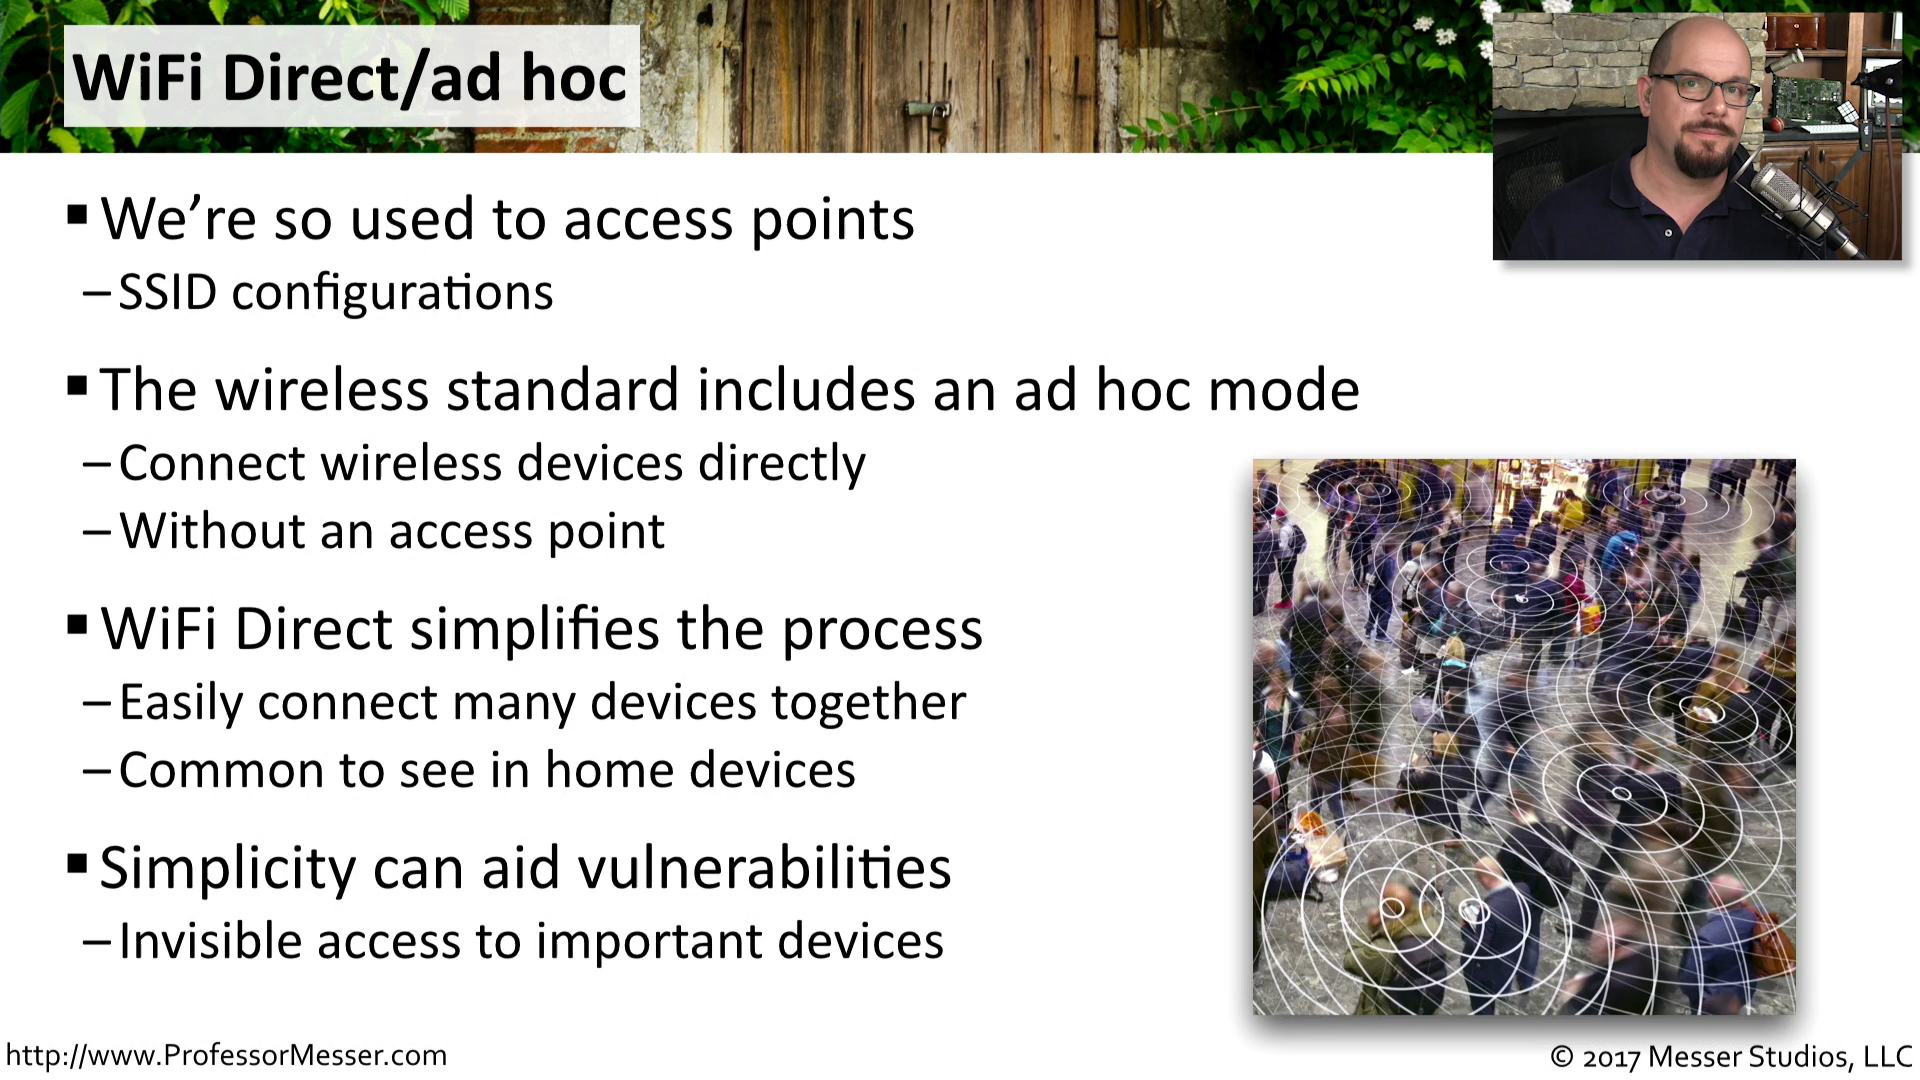 WiFi Direct/ad hoc
▪ We’re so used to access points
– SSID configurations
▪ The wireless standard includes an ad hoc mode
– Connect wireless devices directly
– Without an access point
▪ WiFi Direct simplifies the process
– Easily connect many devices together
– Common to see in home devices
▪ Simplicity can aid vulnerabilities
– Invisible access to important devices
http://www.ProfessorMesser.com
© 2017 Messer Studios, LLC